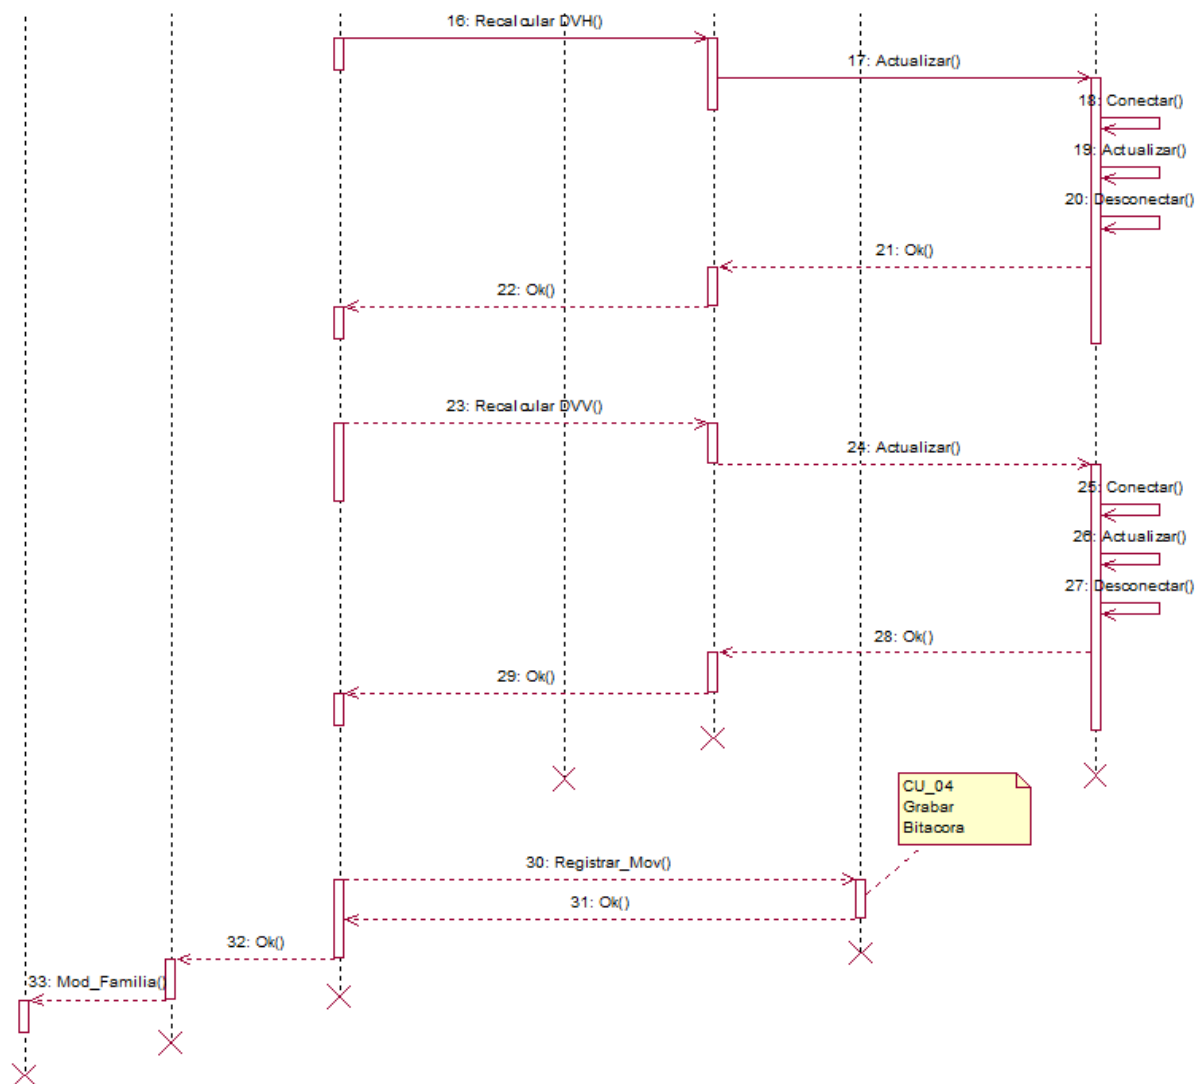 16: Recalcular DVH()
17: Actualizar()
18: Conectar()
19: Actualizar()
20: Desconectar()
21: Ok()
22: Ok()
23: Recalcular DVV()
24: Actualizar()
25: Conectar()
26: Actualizar()
27: Desconectar()
28: Ok()
29: Ok()
CU_04
Grabar
Bitacora
30: Registrar_Mov()
31: Ok()
32: Ok()
33: Mod_Familia()